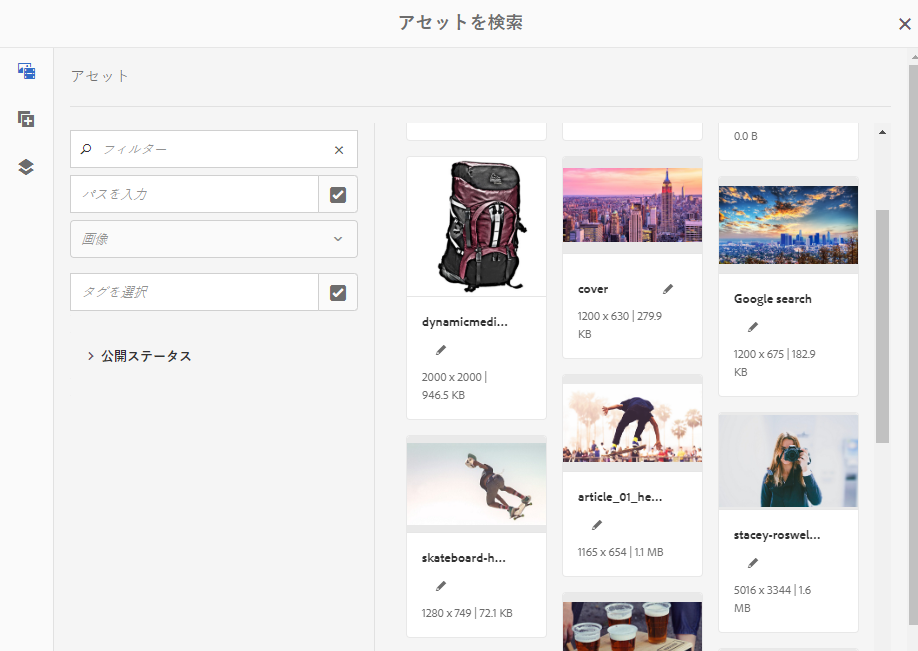 アセットを検索
アセット
フィルター
パスを入力
画像
タグを選択
公開ステータス
dynamicmedi...
2000 x 2000 |
946.5 KB
skateboard-h...
1280 x 749 | 72.1 KB
cover
1200 x 630 | 279.9
KB
article_01_he...
1165 x 654 | 1.1 MB
0.0 B
Google search
1200 x 675 | 182.9
KB
stacey-roswel...
5016 x 3344 | 1.6
MB